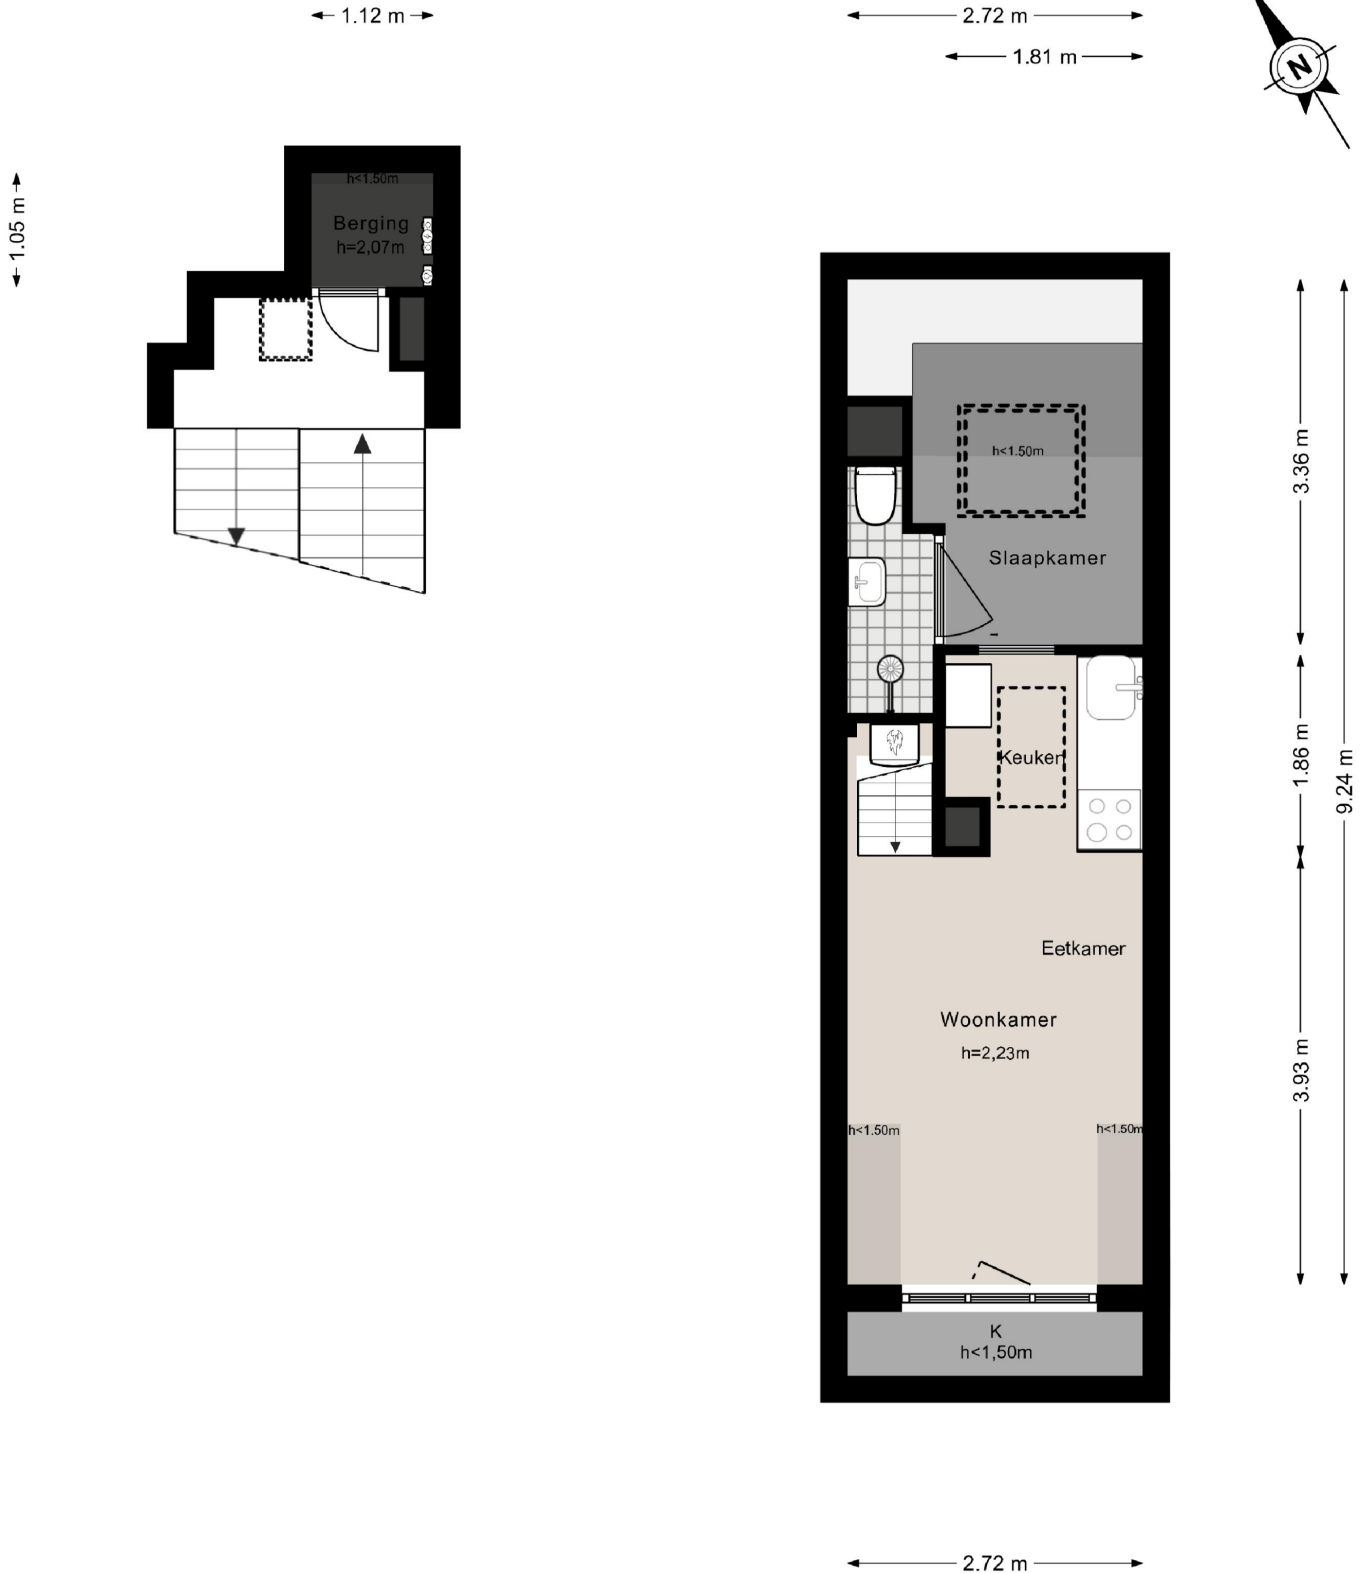 1.12 m
2.72 m
1.81 m
N
h<1.50m
Berging
h=2,07m
1.05 m
h<1.50m
Slaapkamer
3.36 m
Keuken
1.86 m
9.24 m
Eetkamer
Woonkamer
h=2,23m
3.93 m
h<1.50m
h<1.50m
K
h<1,50m
2.72 m